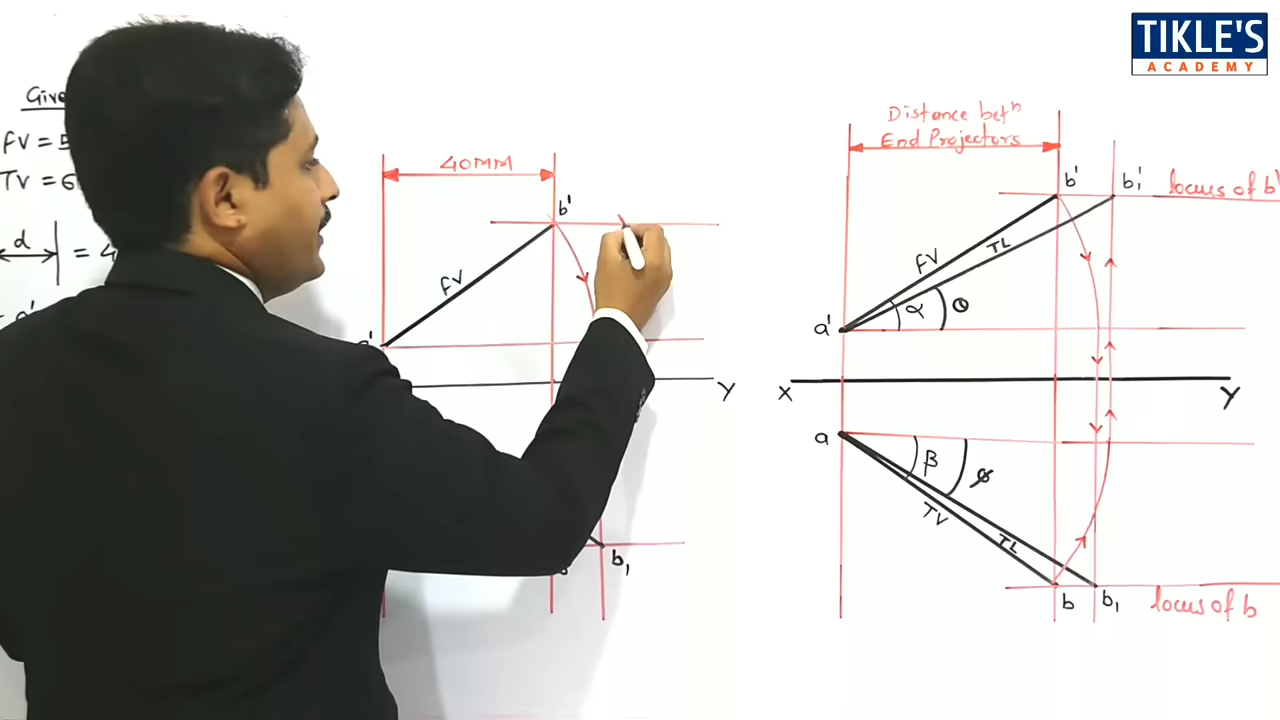 TIKLE'S
ACADEMY
Give
FV = 5
TV = 6
d
= 4
a'
40MM
b'
FV
a'
Y
b₁
Distance betⁿ
End Projectors
b'
b₁'
locus of b'
FV
TL
α
θ
a'
X
Y
a
β
ø
TV
TL
b
b₁
locus of b